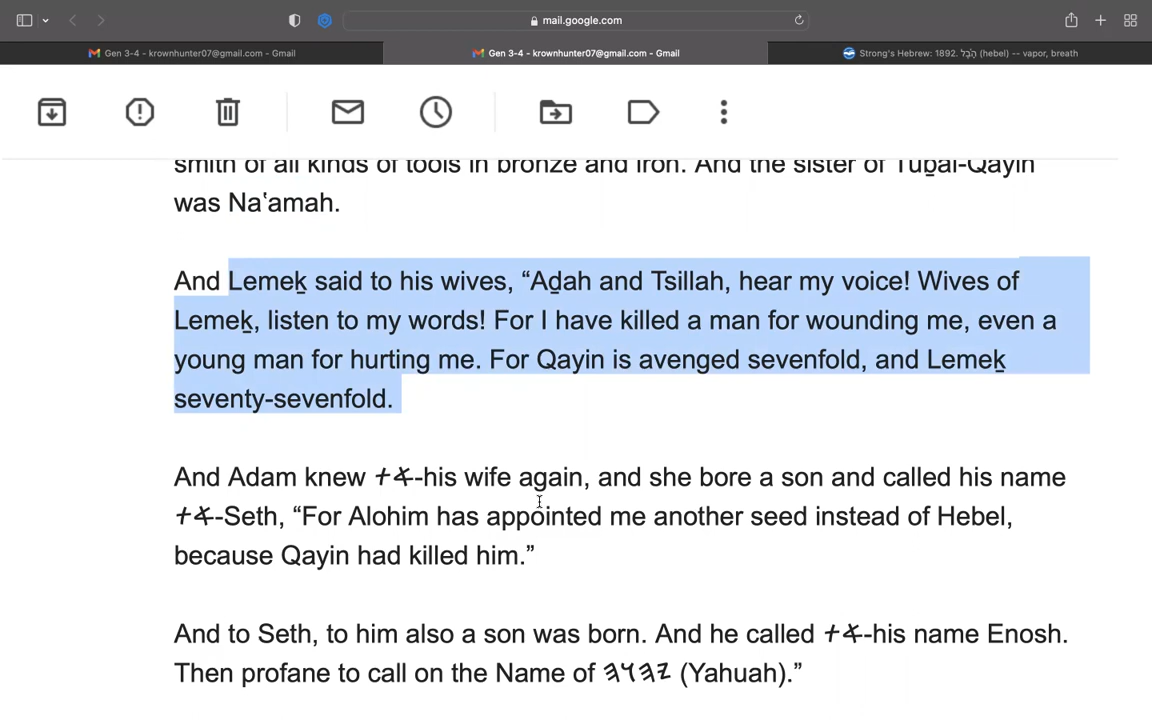 mail.google.com
Gen 3-4 - krownhunter07@gmail.com - Gmail
Gen 3-4 - krownhunter07@gmail.com - Gmail
Strong's Hebrew: 1892. הָ֫בֶל (hebel) -- vapor, breath
smith of all kinds of tools in bronze and iron. And the sister of Tuḇal-Qayin
was Naʽamah.
And Lemeḵ said to his wives, “Aḏah and Tsillah, hear my voice! Wives of
Lemeḵ, listen to my words! For I have killed a man for wounding me, even a
young man for hurting me. For Qayin is avenged sevenfold, and Lemeḵ
seventy-sevenfold.
And Adam knew 𐤕𐤀-his wife again, and she bore a son and called his name
𐤕𐤀-Seth, “For Alohim has appointed me another seed instead of Hebel,
because Qayin had killed him.”
And to Seth, to him also a son was born. And he called 𐤕𐤀-his name Enosh.
Then profane to call on the Name of 𐤄𐤅𐤄𐤉 (Yahuah).”